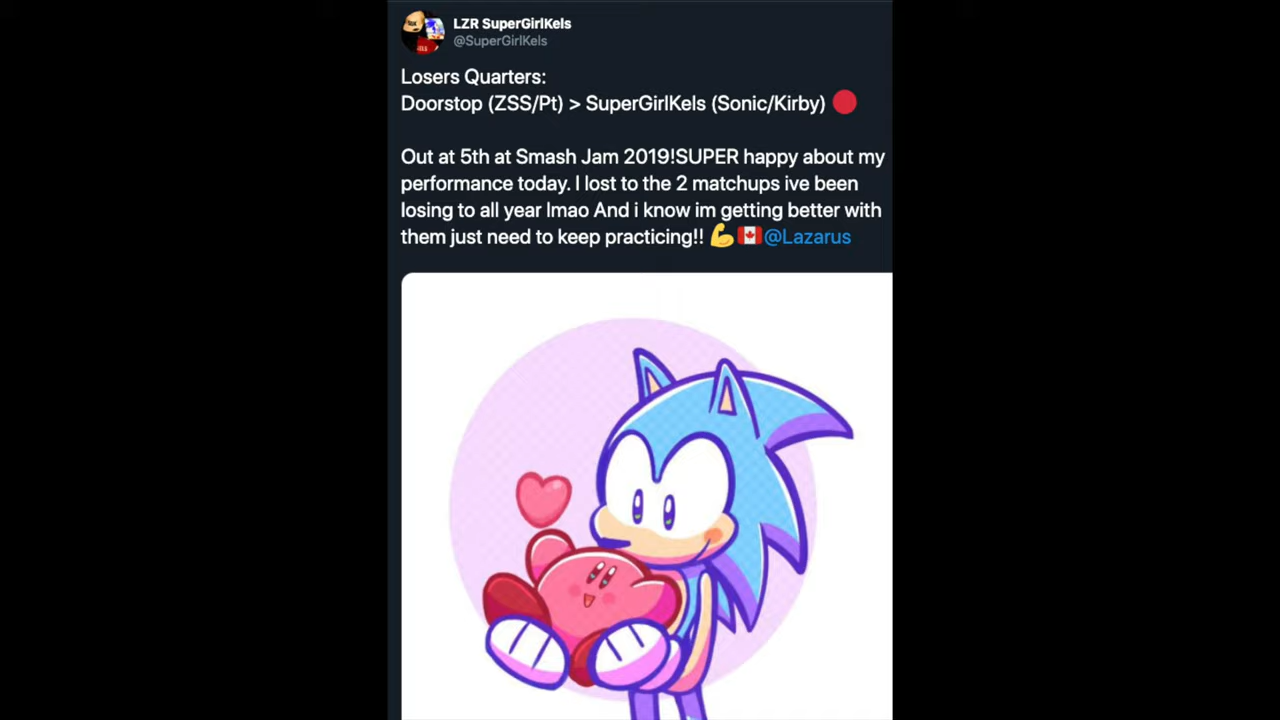 LZR SuperGirlKels
@SuperGirlKels
Losers Quarters:
Doorstop (ZSS/Pt) > SuperGirlKels (Sonic/Kirby) 🔴
Out at 5th at Smash Jam 2019!SUPER happy about my
performance today. I lost to the 2 matchups ive been
losing to all year lmao And i know im getting better with
them just need to keep practicing!! 💪🇨🇦@Lazarus